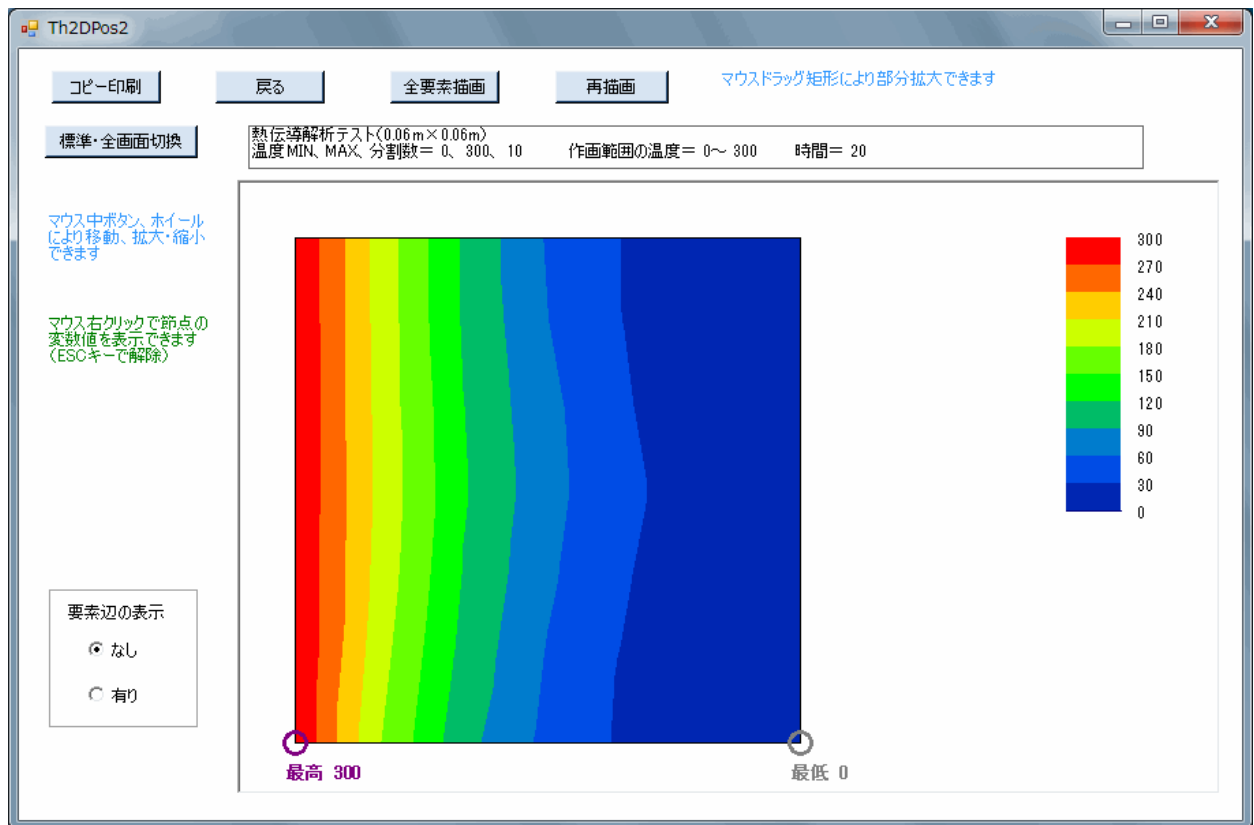 Th2DPos2
コピー印刷
戻る
全要素描画
再描画
マウスドラッグ矩形により部分拡大できます
標準・全画面切換
熱伝導解析テスト(0.06m×0.06m)
温度MIN、MAX、分割数＝ 0、300、10 作画範囲の温度＝ 0～ 300 時間＝ 20
マウス中ボタン、ホイール
により移動、拡大・縮小
できます
マウス右クリックで節点の
変数値を表示できます
(ESCキーで解除)
300
270
240
210
180
150
120
90
60
30
0
要素辺の表示
なし
有り
最高 300
最低 0